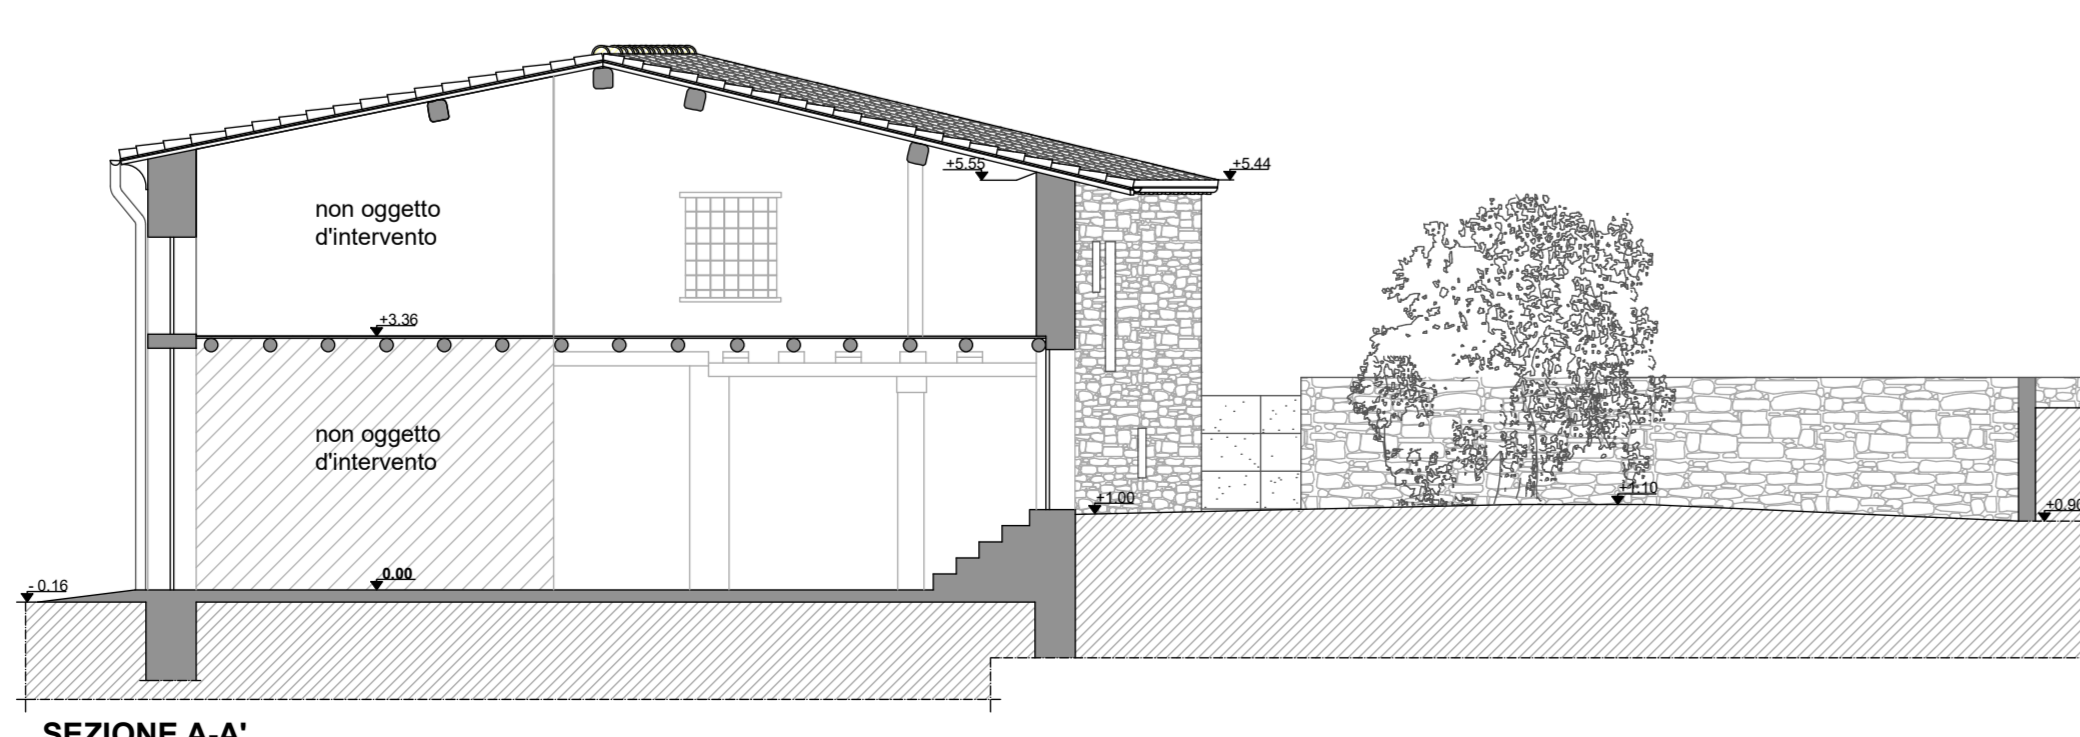 +5.55
+5.44
non oggetto
d'intervento
+3.36
non oggetto
d'intervento
+1.00
+1.10
+0.90
0.00
- 0.16
SEZIONE A-A'